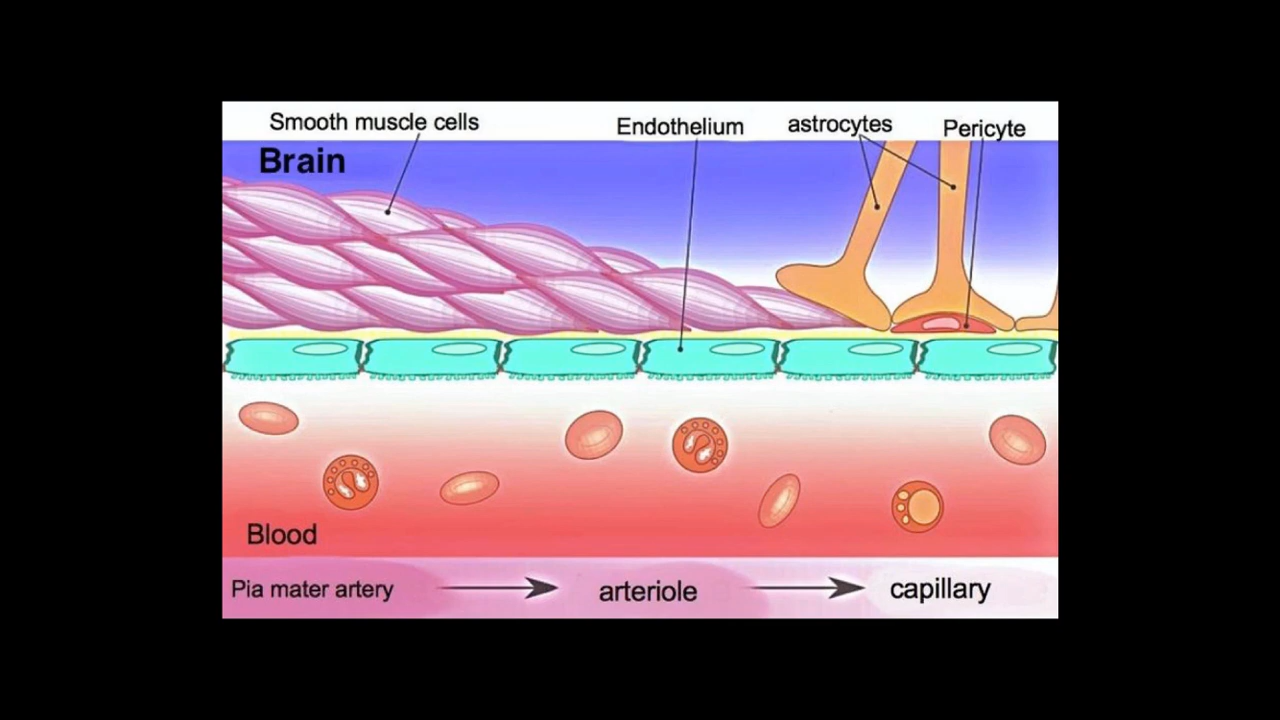 Smooth muscle cells
Endothelium
astrocytes
Pericyte
Brain
Blood
Pia mater artery
arteriole
capillary